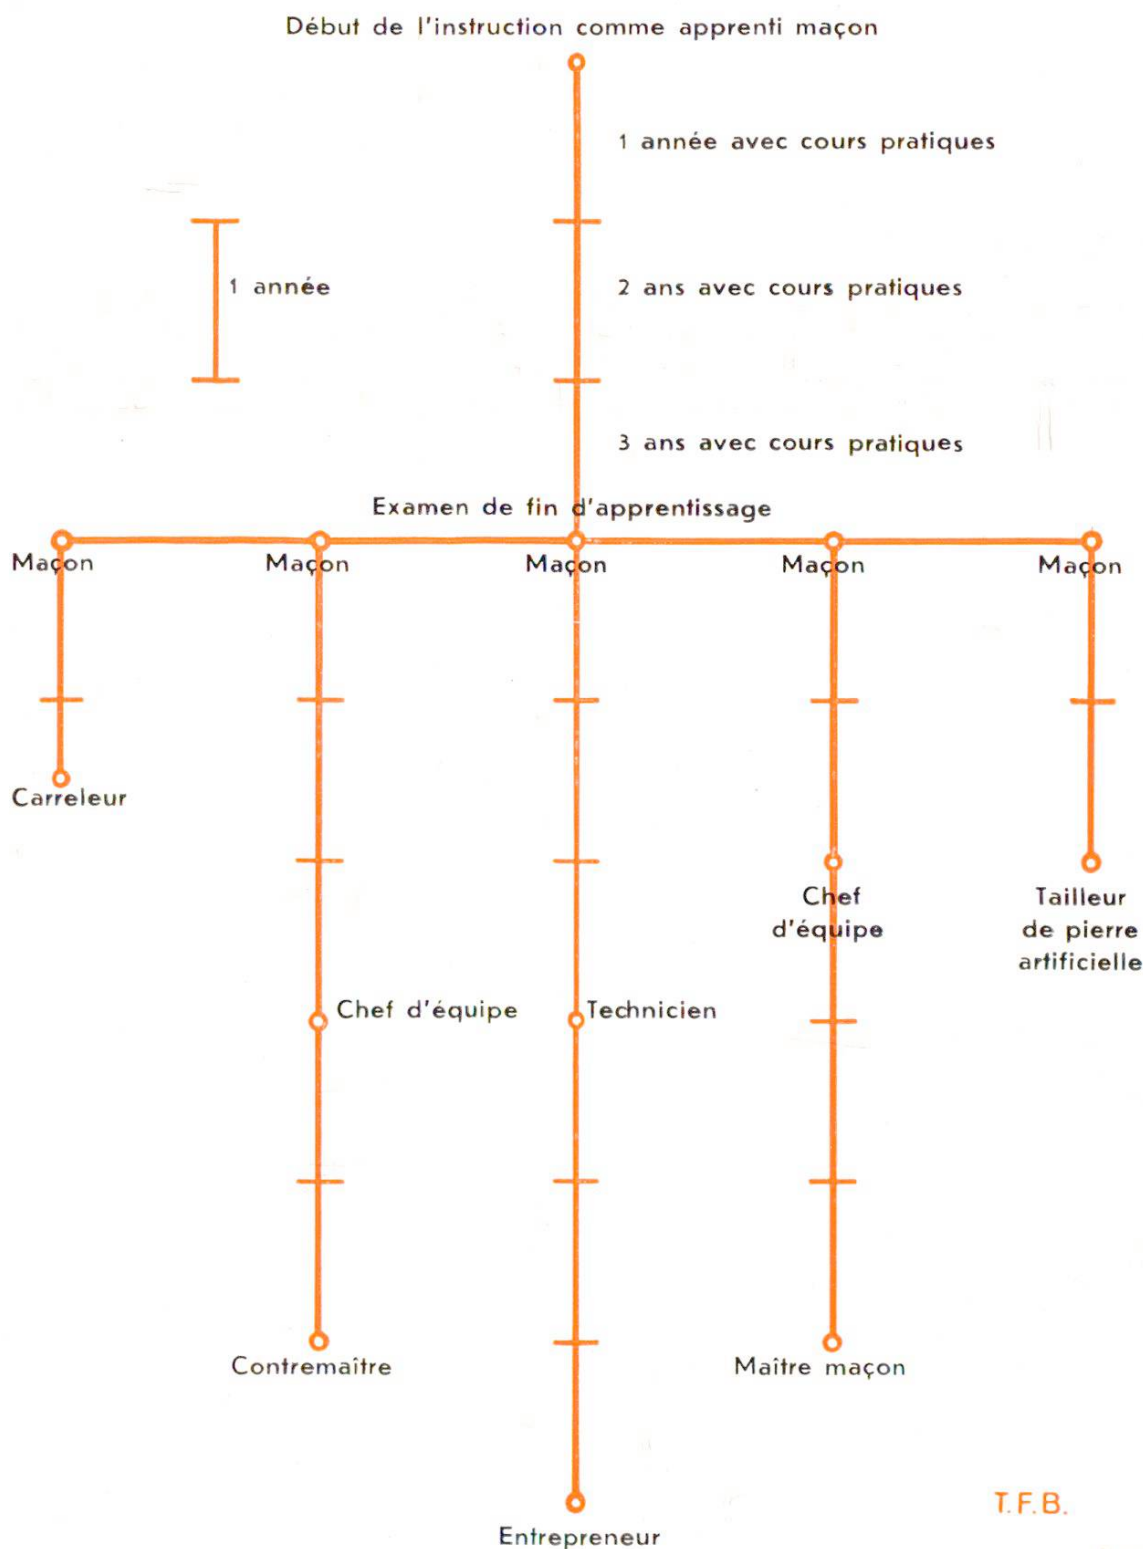 Début de l'instruction comme apprenti maçon
1 année avec cours pratiques
1 année
2 ans avec cours pratiques
3 ans avec cours pratiques
Examen de fin d'apprentissage
Maçon
Maçon
Maçon
Maçon
Maçon
Carreleur
Chef
d'équipe
Tailleur
de pierre
artificielle
Chef d'équipe
Technicien
Contremaître
Maître maçon
Entrepreneur
T.F.B.